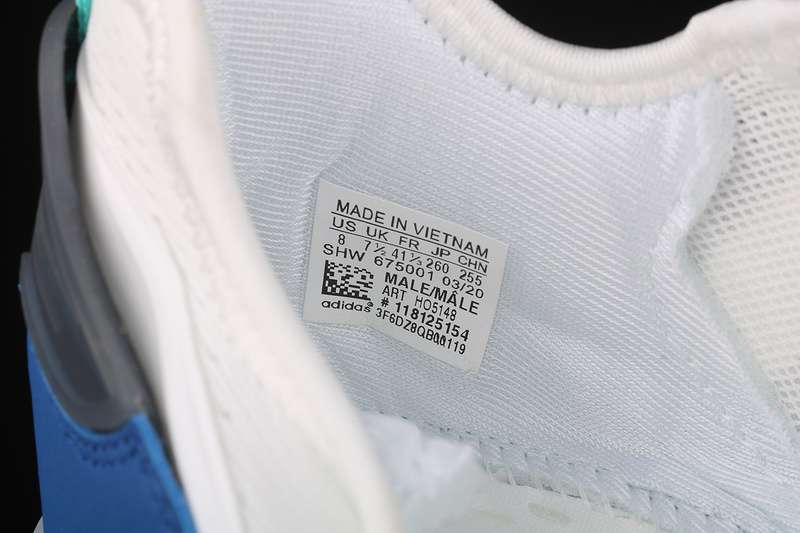 MADE IN VIETNAM
US UK FR JP CHN
8 7½ 41⅓ 260 255
SHW 675001 03/20
MALE/MÂLE
ART HO5148
# 118125154
adidas® 3F6DZ8QB00119